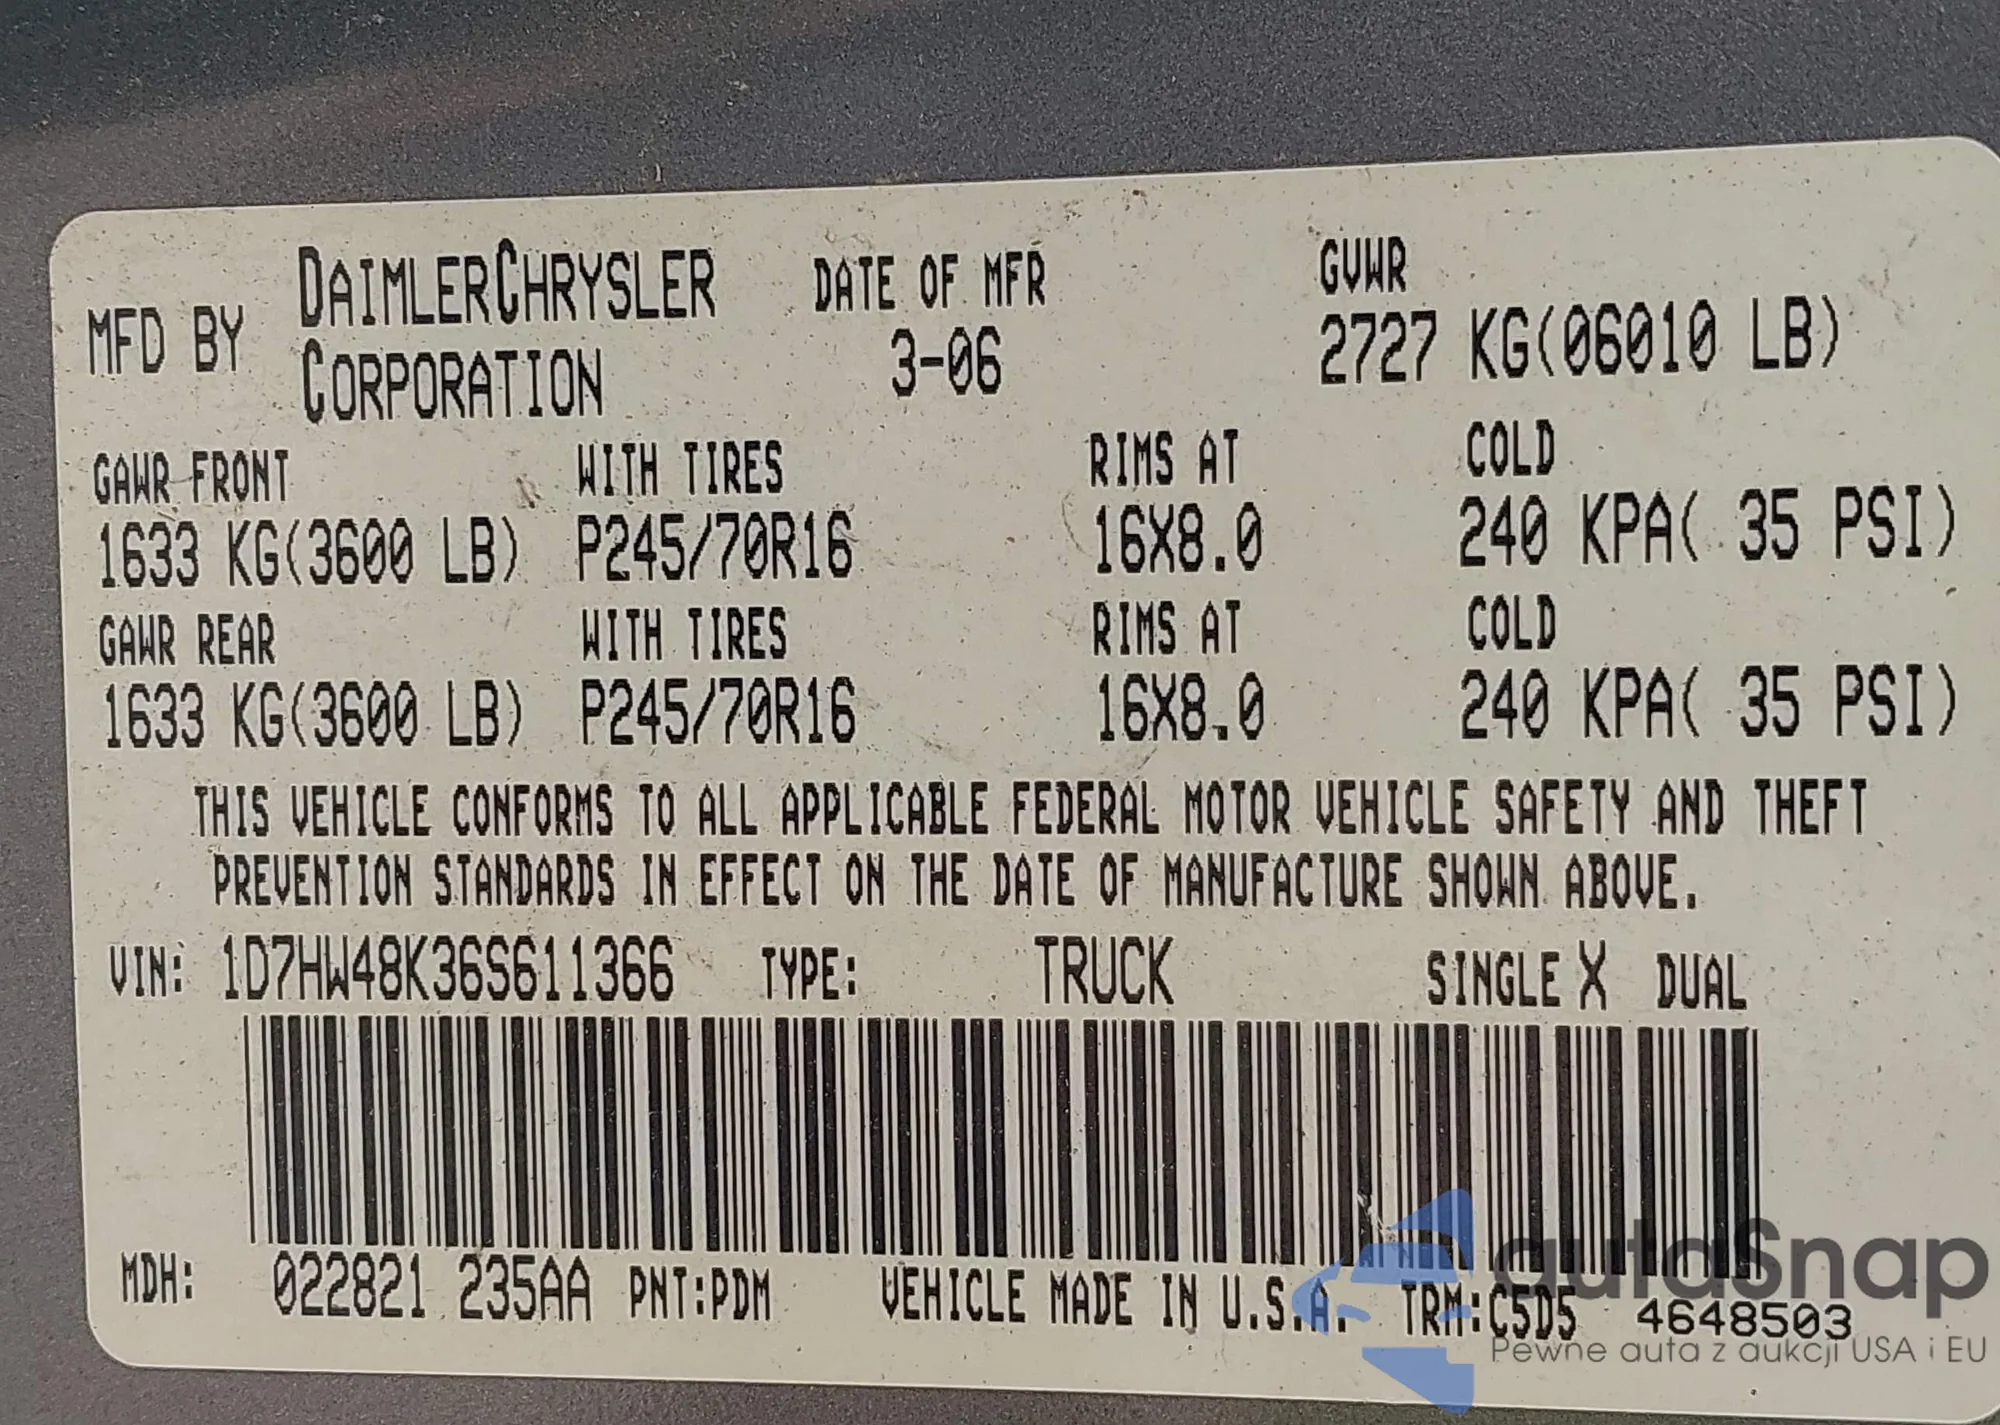 MFD BY DAIMLERCHRYSLER CORPORATION DATE OF MFR 3-06 GVWR 2727 KG(06010 LB)
GAWR FRONT WITH TIRES RIMS AT COLD
1633 KG(3600 LB) P245/70R16 16X8.0 240 KPA( 35 PSI)
GAWR REAR WITH TIRES RIMS AT COLD
1633 KG(3600 LB) P245/70R16 16X8.0 240 KPA( 35 PSI)
THIS VEHICLE CONFORMS TO ALL APPLICABLE FEDERAL MOTOR VEHICLE SAFETY AND THEFT
PREVENTION STANDARDS IN EFFECT ON THE DATE OF MANUFACTURE SHOWN ABOVE.
VIN: 1D7HW48K36S611366 TYPE: TRUCK SINGLE X DUAL
MDH: 022821 235AA PNT:PDM VEHICLE MADE IN U.S.A. TRM:C5D5 4648503
autaSnap
Pewne auta z aukcji USA i EU